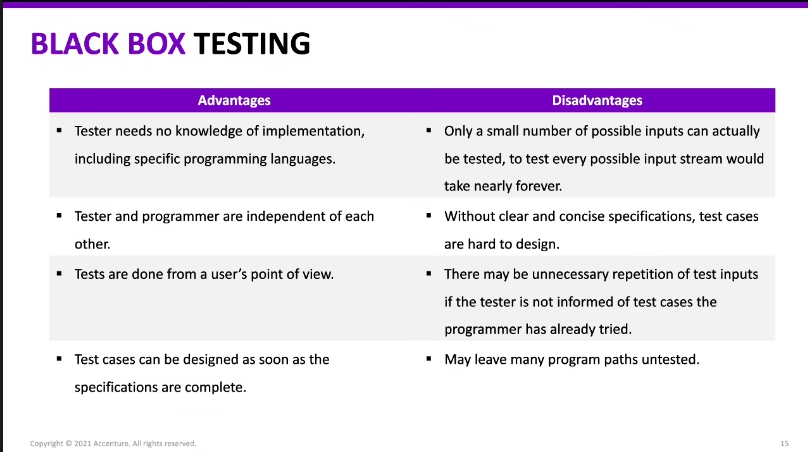 BLACK BOX TESTING
Advantages
Disadvantages
▪ Tester needs no knowledge of implementation,
including specific programming languages.
▪ Only a small number of possible inputs can actually
be tested, to test every possible input stream would
take nearly forever.
▪ Tester and programmer are independent of each
other.
▪ Without clear and concise specifications, test cases
are hard to design.
▪ Tests are done from a user’s point of view.
▪ There may be unnecessary repetition of test inputs
if the tester is not informed of test cases the
programmer has already tried.
▪ Test cases can be designed as soon as the
specifications are complete.
▪ May leave many program paths untested.
Copyright © 2021 Accenture. All rights reserved.
15